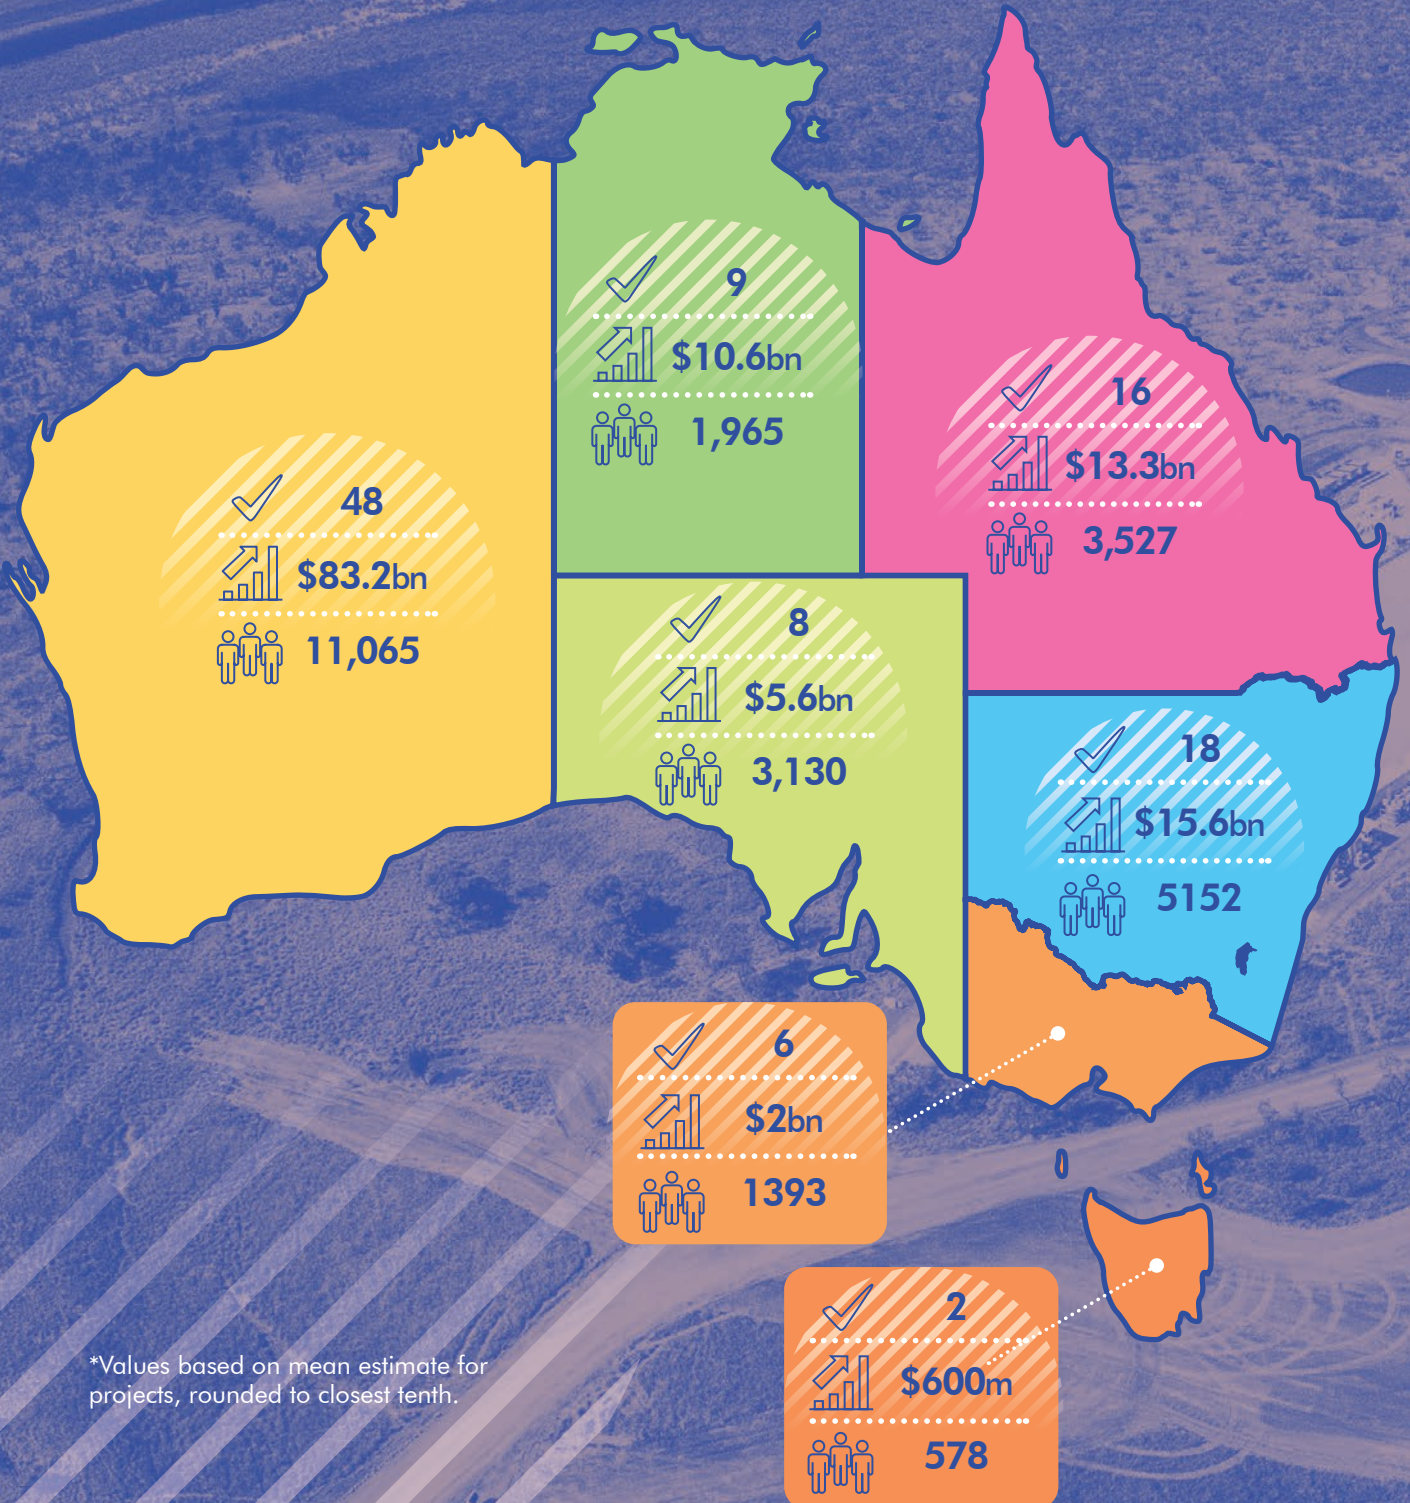 9
$10.6bn
1,965
16
$13.3bn
3,527
48
$83.2bn
11,065
8
$5.6bn
3,130
18
$15.6bn
5152
6
$2bn
1393
2
$600m
578
*Values based on mean estimate for
projects, rounded to closest tenth.